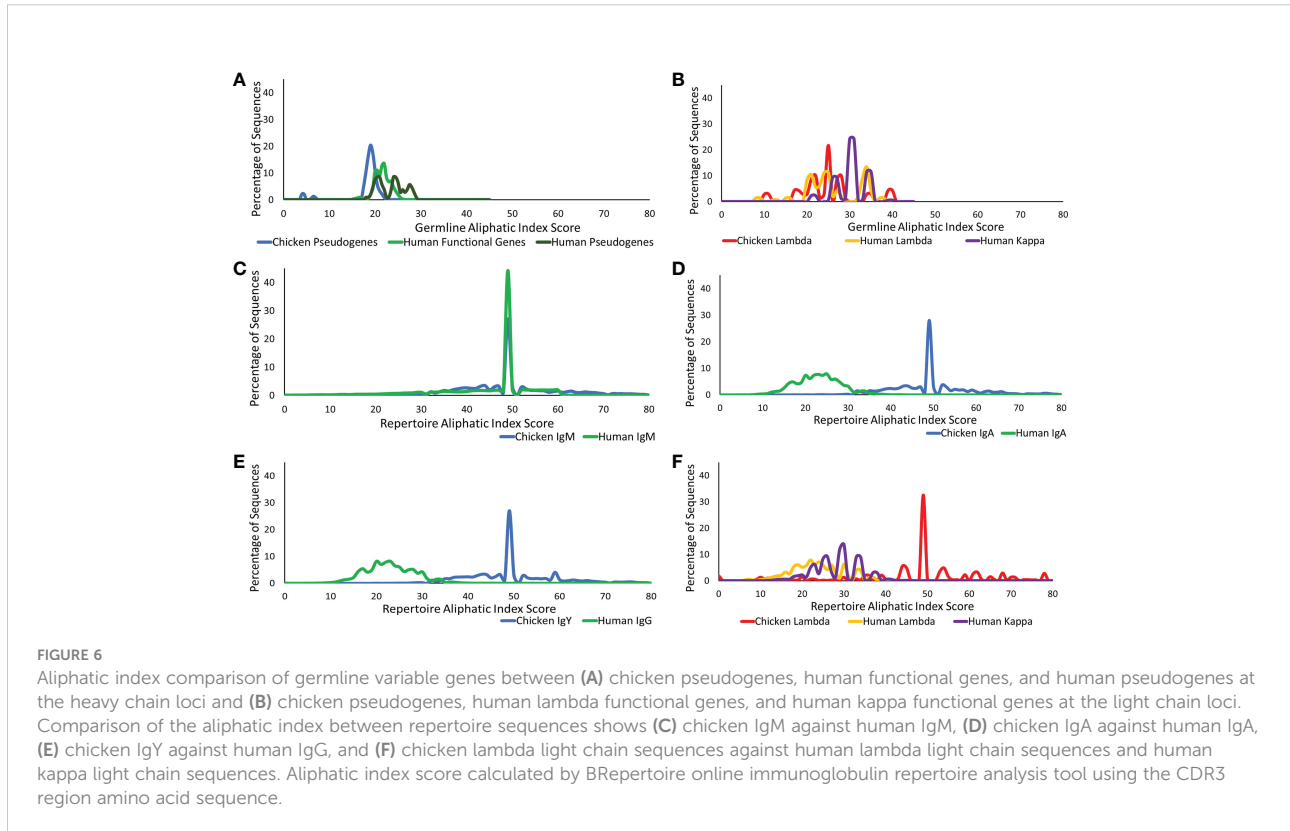 A
Percentage of Sequences
40
30
20
10
0
0 10 20 30 40 50 60 70 80
Germline Aliphatic Index Score
Chicken Pseudogenes Human Functional Genes Human Pseudogenes
B
Percentage of Sequences
40
30
20
10
0
0 10 20 30 40 50 60 70 80
Germline Aliphatic Index Score
Chicken Lambda Human Lambda Human Kappa
C
Percentage of Sequences
40
30
20
10
0
0 10 20 30 40 50 60 70 80
Repertoire Aliphatic Index Score
Chicken IgM Human IgM
D
Percentage of Sequences
40
30
20
10
0
0 10 20 30 40 50 60 70 80
Repertoire Aliphatic Index Score
Chicken IgA Human IgA
E
Percentage of Sequences
40
30
20
10
0
0 10 20 30 40 50 60 70 80
Repertoire Aliphatic Index Score
Chicken IgY Human IgG
F
Percentage of Sequences
40
30
20
10
0
0 10 20 30 40 50 60 70 80
Repertoire Aliphatic Index Score
Chicken Lambda Human Lambda Human Kappa
FIGURE 6
Aliphatic index comparison of germline variable genes between (A) chicken pseudogenes, human functional genes, and human pseudogenes at
the heavy chain loci and (B) chicken pseudogenes, human lambda functional genes, and human kappa functional genes at the light chain loci.
Comparison of the aliphatic index between repertoire sequences shows (C) chicken IgM against human IgM, (D) chicken IgA against human IgA,
(E) chicken IgY against human IgG, and (F) chicken lambda light chain sequences against human lambda light chain sequences and human
kappa light chain sequences. Aliphatic index score calculated by BRepertoire online immunoglobulin repertoire analysis tool using the CDR3
region amino acid sequence.